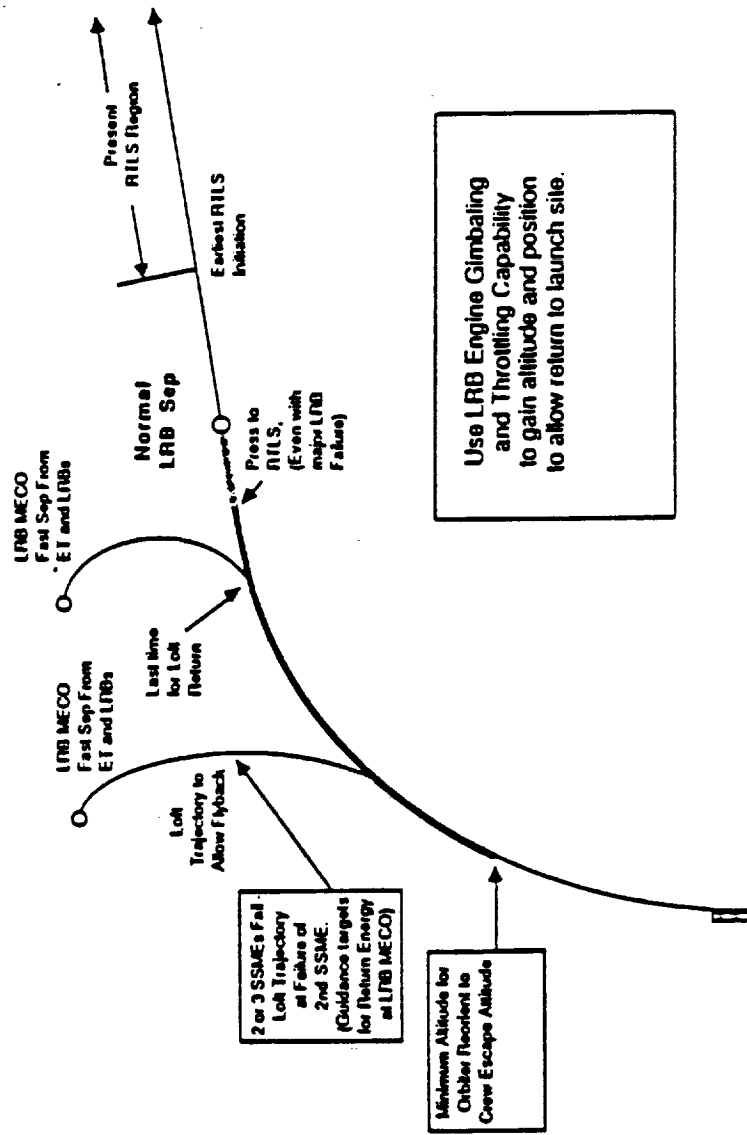 Present
RTLS Region
Earliest RTLS
Initiation
Normal
LRB Sep
Press to
RTLS,
(Even with
major LRB
Failure)
LRB MECO
Fast Sep From
ET and LRBs
Last time
for Loft
Return
LRB MECO
Fast Sep From
ET and LRBs
Loft
Trajectory to
Allow Flyback
2 or 3 SSMEs Fail -
Loft Trajectory
at Failure of
2nd SSME.
(Guidance targets
for Return Energy
at LRB MECO)
Minimum Altitude for
Orbiter Reorient to
Crew Escape Attitude
Use LRB Engine Gimbaling
and Throttling Capability
to gain altitude and position
to allow return to launch site.